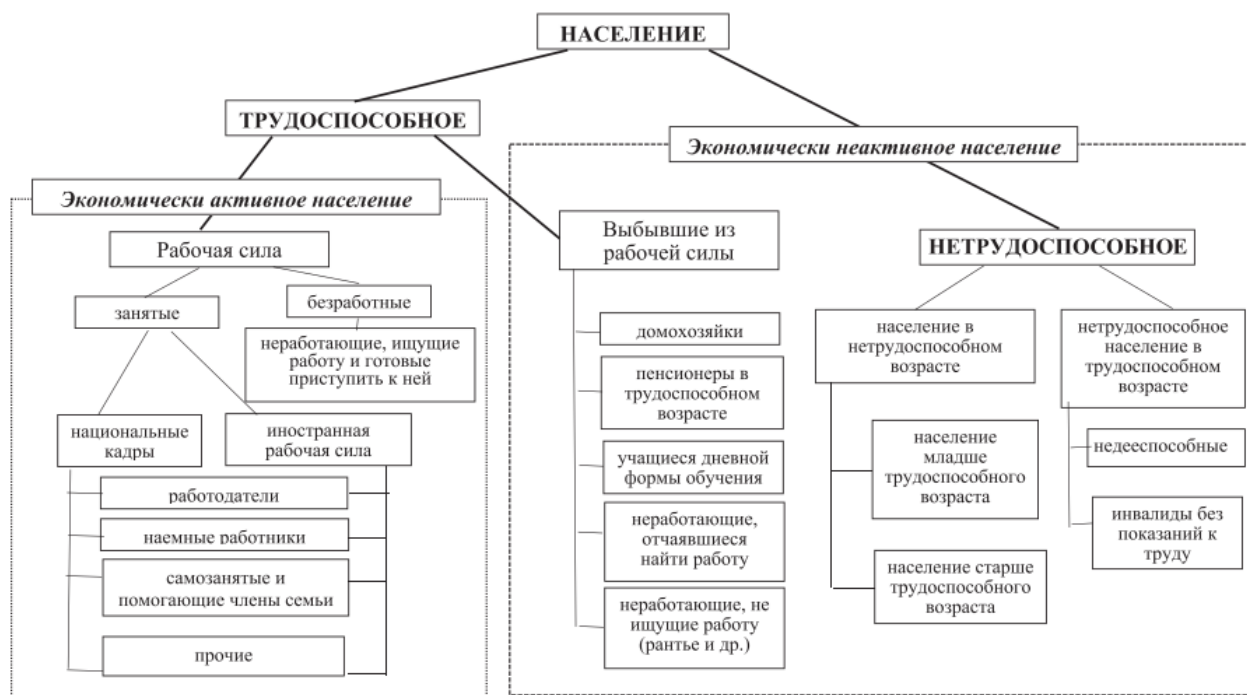 НАСЕЛЕНИЕ
ТРУДОСПОСОБНОЕ
Экономически неактивное население
Экономически активное население
Рабочая сила
занятые
безработные
неработающие, ищущие
работу и готовые
приступить к ней
национальные
кадры
иностранная
рабочая сила
работодатели
наемные работники
самозанятые и
помогающие члены семьи
прочие
Выбывшие из
рабочей силы
домохозяйки
пенсионеры в
трудоспособном
возрасте
учащиеся дневной
формы обучения
неработающие,
отчаявшиеся
найти работу
неработающие, не
ищущие работу
(рантье и др.)
НЕТРУДОСПОСОБНОЕ
население в
нетрудоспособном
возрасте
население
младше
трудоспособного
возраста
население старше
трудоспособного
возраста
нетрудоспособное
население в
трудоспособном
возрасте
недееспособные
инвалиды без
показаний к
труду